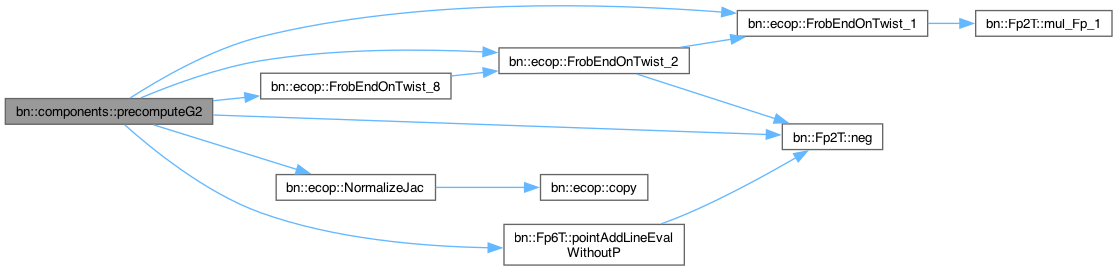 bn::components::precomputeG2
bn::ecop::FrobEndOnTwist_8
bn::ecop::FrobEndOnTwist_2
bn::ecop::FrobEndOnTwist_1
bn::Fp2T::mul_Fp_1
bn::Fp2T::neg
bn::ecop::NormalizeJac
bn::ecop::copy
bn::Fp6T::pointAddLineEval
WithoutP